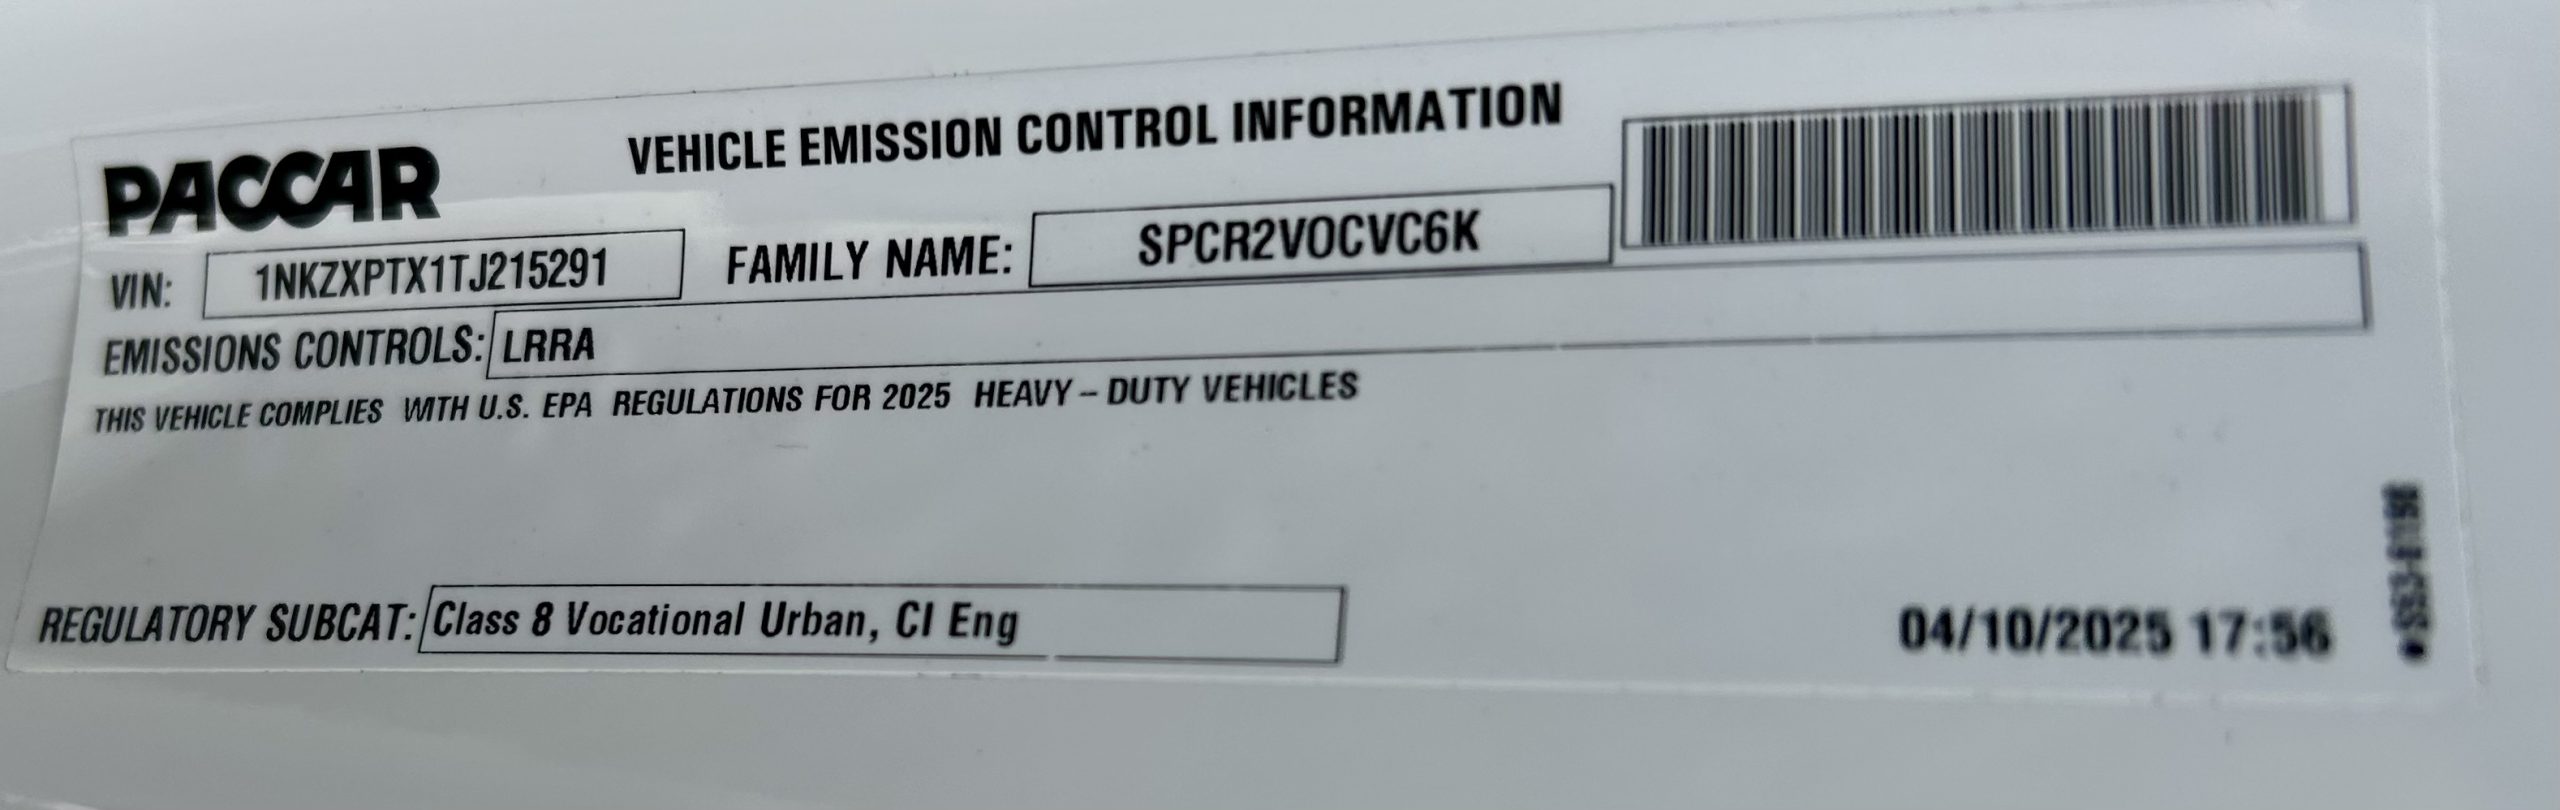 PACCAR
VEHICLE EMISSION CONTROL INFORMATION
VIN: 1NKZXPTX1TJ215291 FAMILY NAME: SPCR2VOCVC6K
EMISSIONS CONTROLS: LRRA
THIS VEHICLE COMPLIES WITH U.S. EPA REGULATIONS FOR 2025 HEAVY – DUTY VEHICLES
REGULATORY SUBCAT: Class 8 Vocational Urban, CI Eng
04/10/2025 17:56